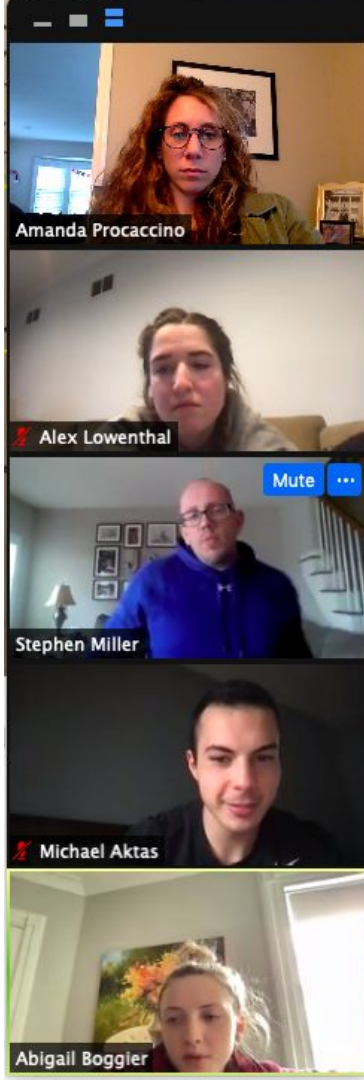 Amanda Procaccino
Alex Lowenthal
Mute ...
Stephen Miller
Michael Aktas
Abigail Boggier